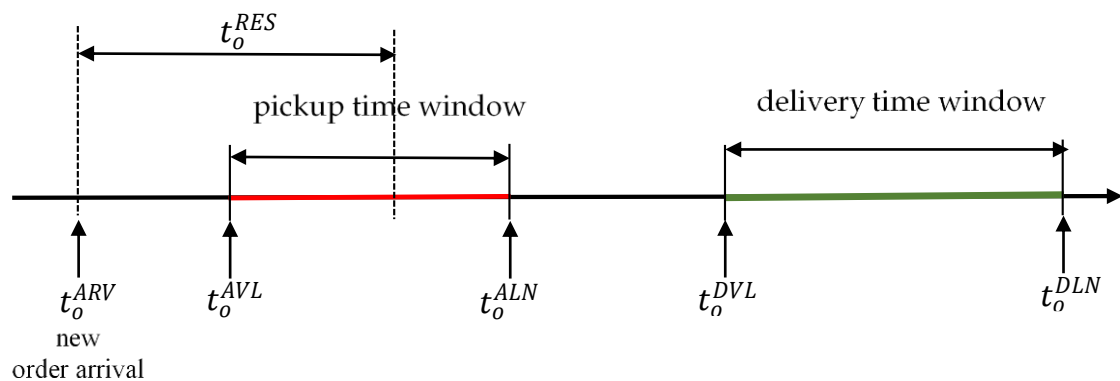 t_o^{RES}
pickup time window
delivery time window
t_o^{ARV}
t_o^{AVL}
t_o^{ALN}
t_o^{DVL}
t_o^{DLN}
new
order arrival